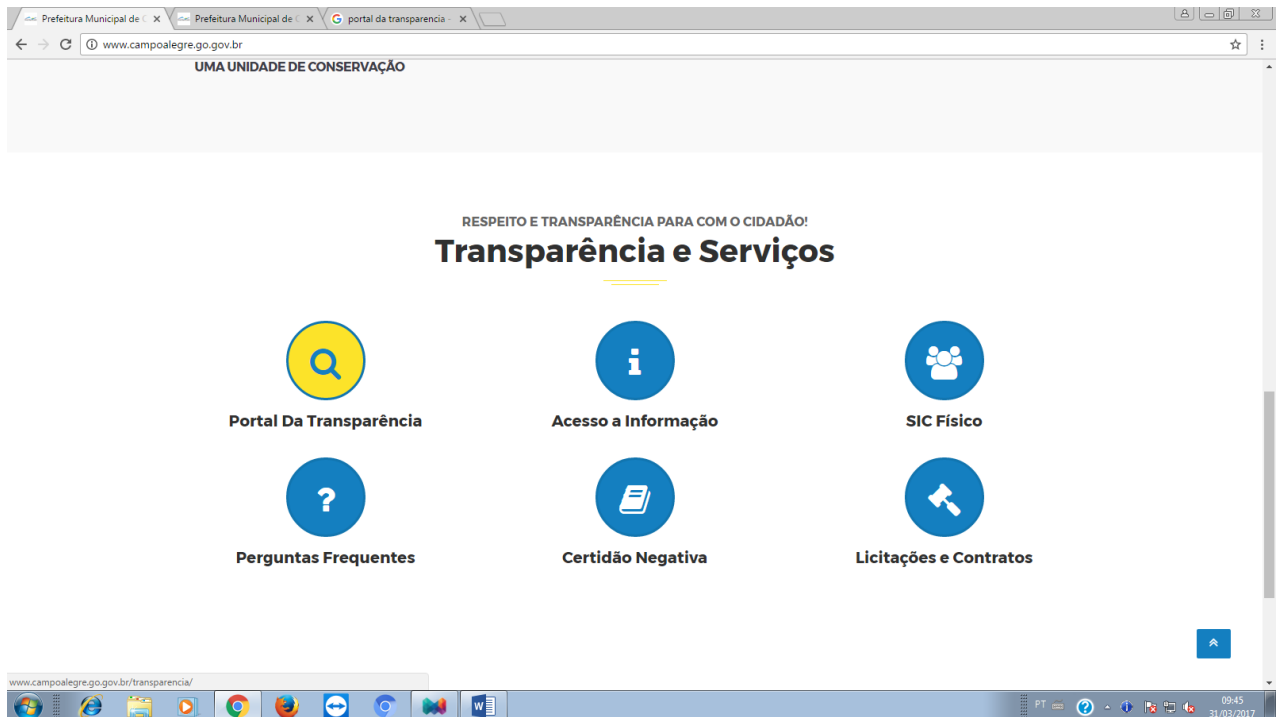 Prefeitura Municipal de C
Prefeitura Municipal de C
portal da transparencia -
www.campoalegre.go.gov.br
UMA UNIDADE DE CONSERVAÇÃO
RESPEITO E TRANSPARÊNCIA PARA COM O CIDADÃO!
Transparência e Serviços
Portal Da Transparência
Acesso a Informação
SIC Físico
Perguntas Frequentes
Certidão Negativa
Licitações e Contratos
www.campoalegre.go.gov.br/transparencia/
PT
09:45
31/03/2017